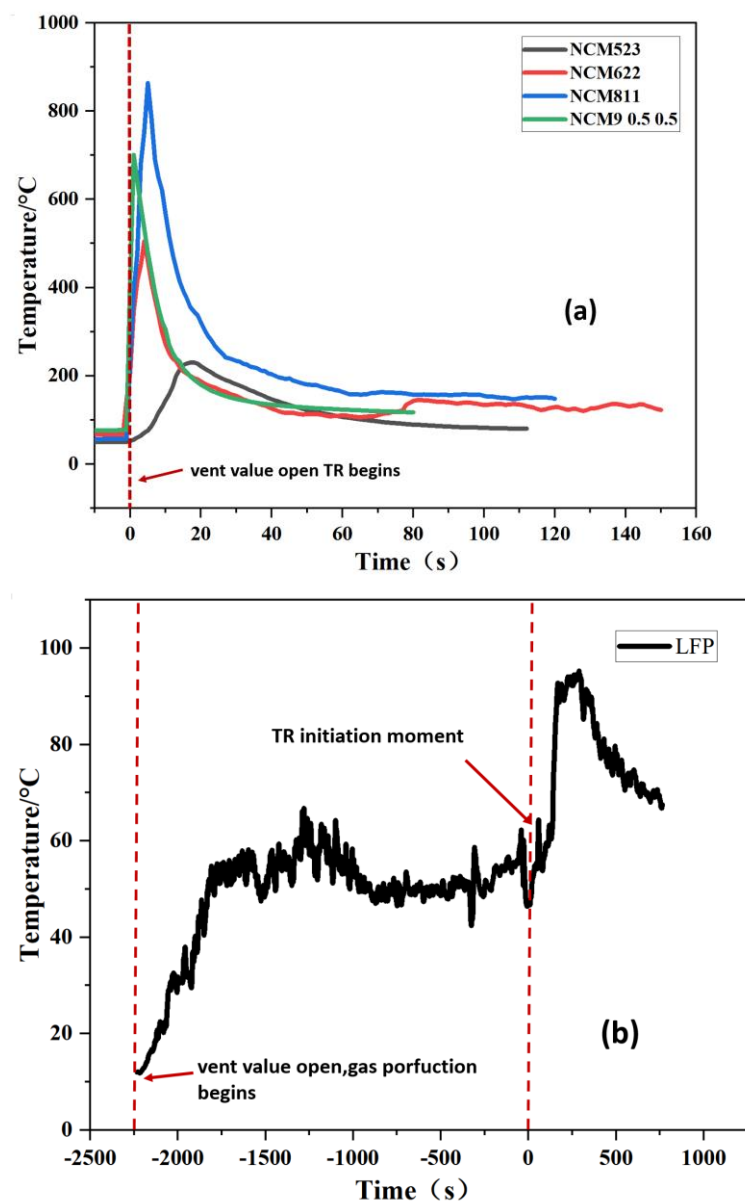 1000
800
600
400
200
0
Temperature/°C
NCM523
NCM622
NCM811
NCM9 0.5 0.5
(a)
vent value open TR begins
0 20 40 60 80 100 120 140 160
Time（s）
100
80
60
40
20
0
Temperature/°C
LFP
TR initiation moment
(b)
vent value open,gas porfuction
begins
-2500 -2000 -1500 -1000 -500 0 500 1000
Time（s）